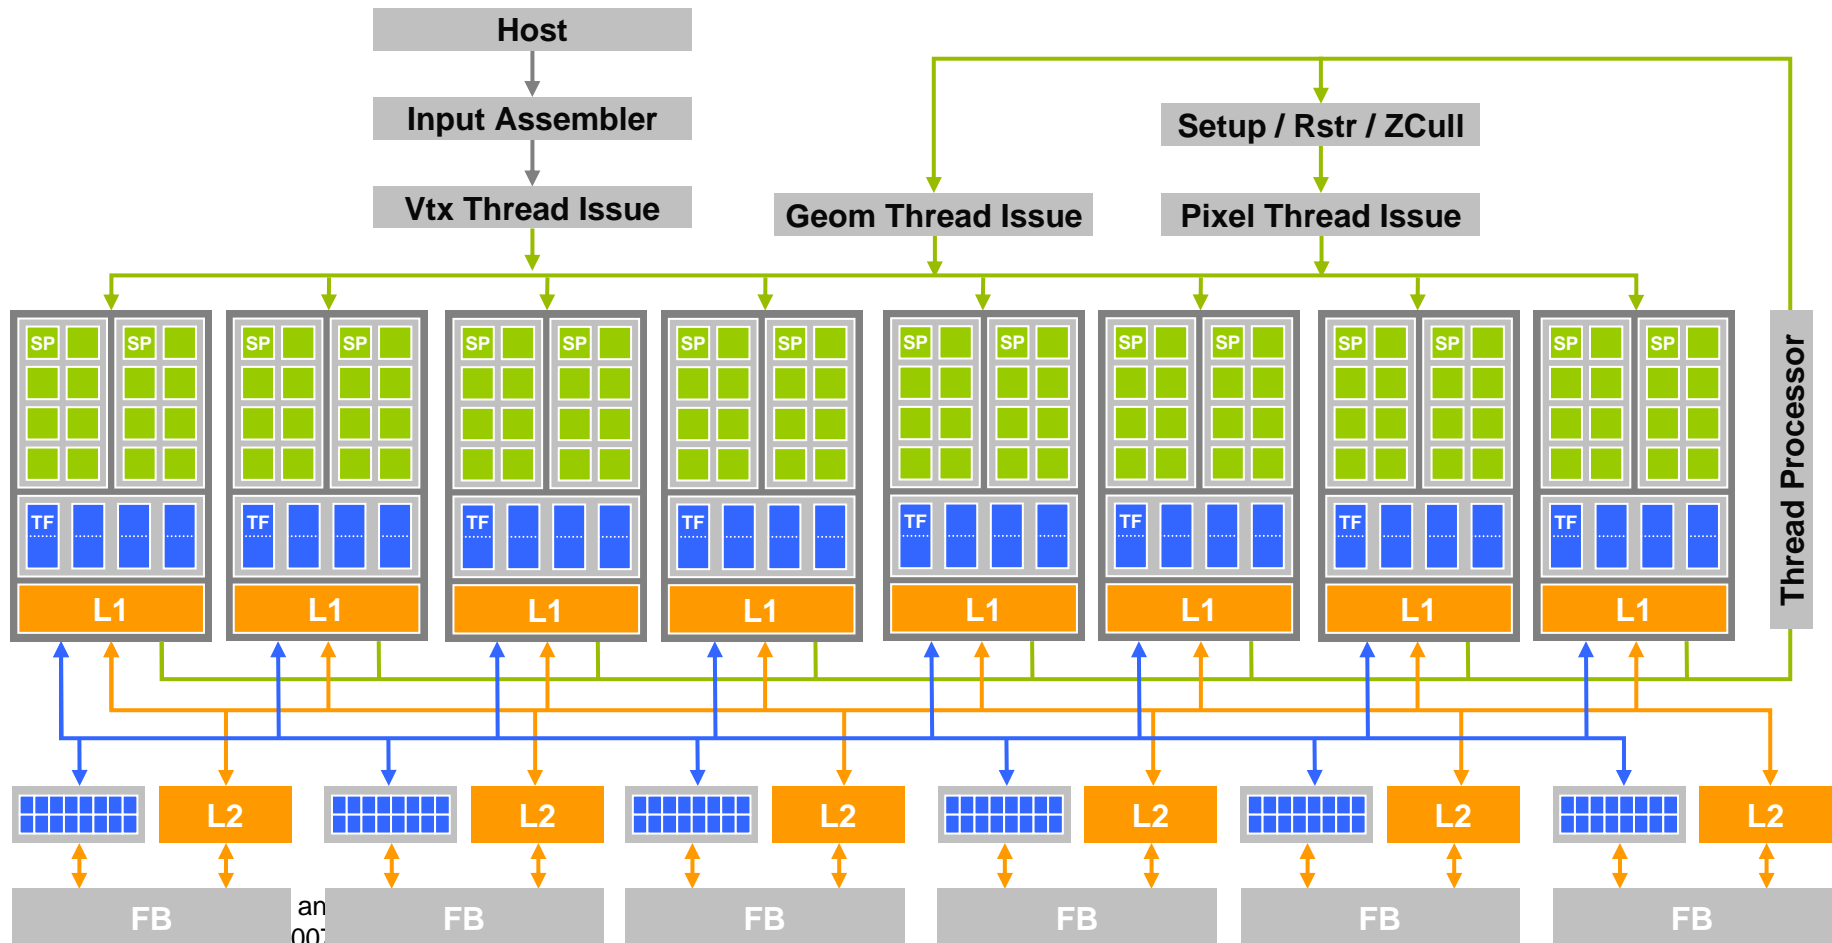 Host
Input Assembler
Setup / Rstr / ZCull
Vtx Thread Issue
Geom Thread Issue
Pixel Thread Issue
SP SP SP SP SP SP SP SP SP SP SP SP SP SP SP SP
Thread Processor
TF TF TF TF TF TF TF TF
L1 L1 L1 L1 L1 L1 L1 L1
L2 L2 L2 L2 L2 L2
FB FB FB FB FB FB